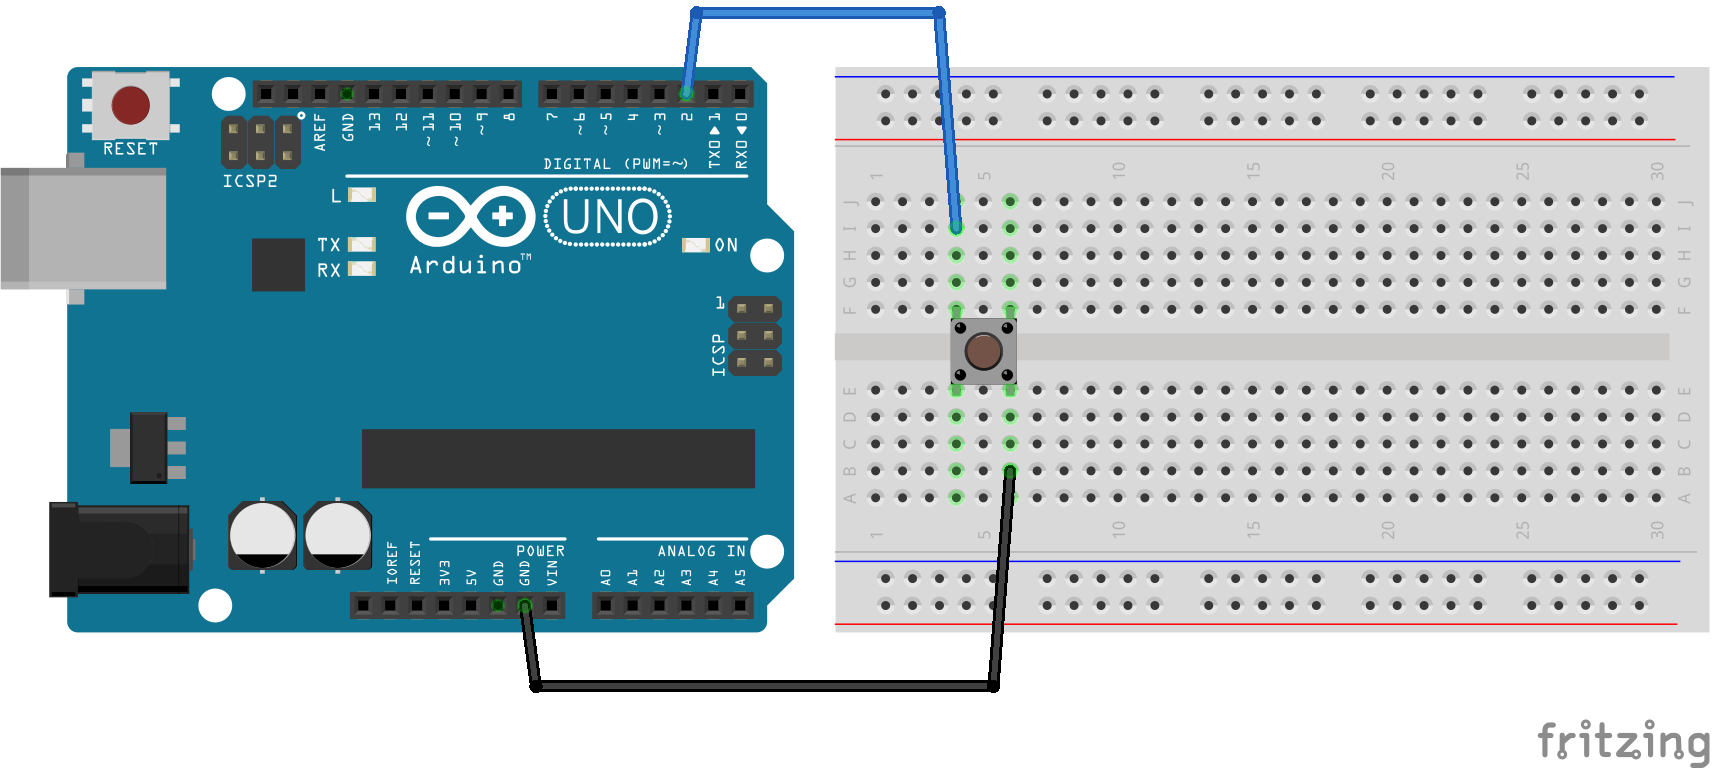 RESET
ICSP2
AREF
GND
13
12
~11
~10
~9
8
7
~6
~5
4
~3
2
TX0▶1
RX0◀0
DIGITAL (PWM=~)
L
TX
RX
Arduino™
UNO
ON
1
ICSP
IOREF
RESET
3V3
5V
GND
GND
VIN
POWER
ANALOG IN
A0
A1
A2
A3
A4
A5
1 5 10 15 20 25 30
J J
I I
H H
G G
F F
E E
D D
C C
B B
A A
1 5 10 15 20 25 30
fritzing